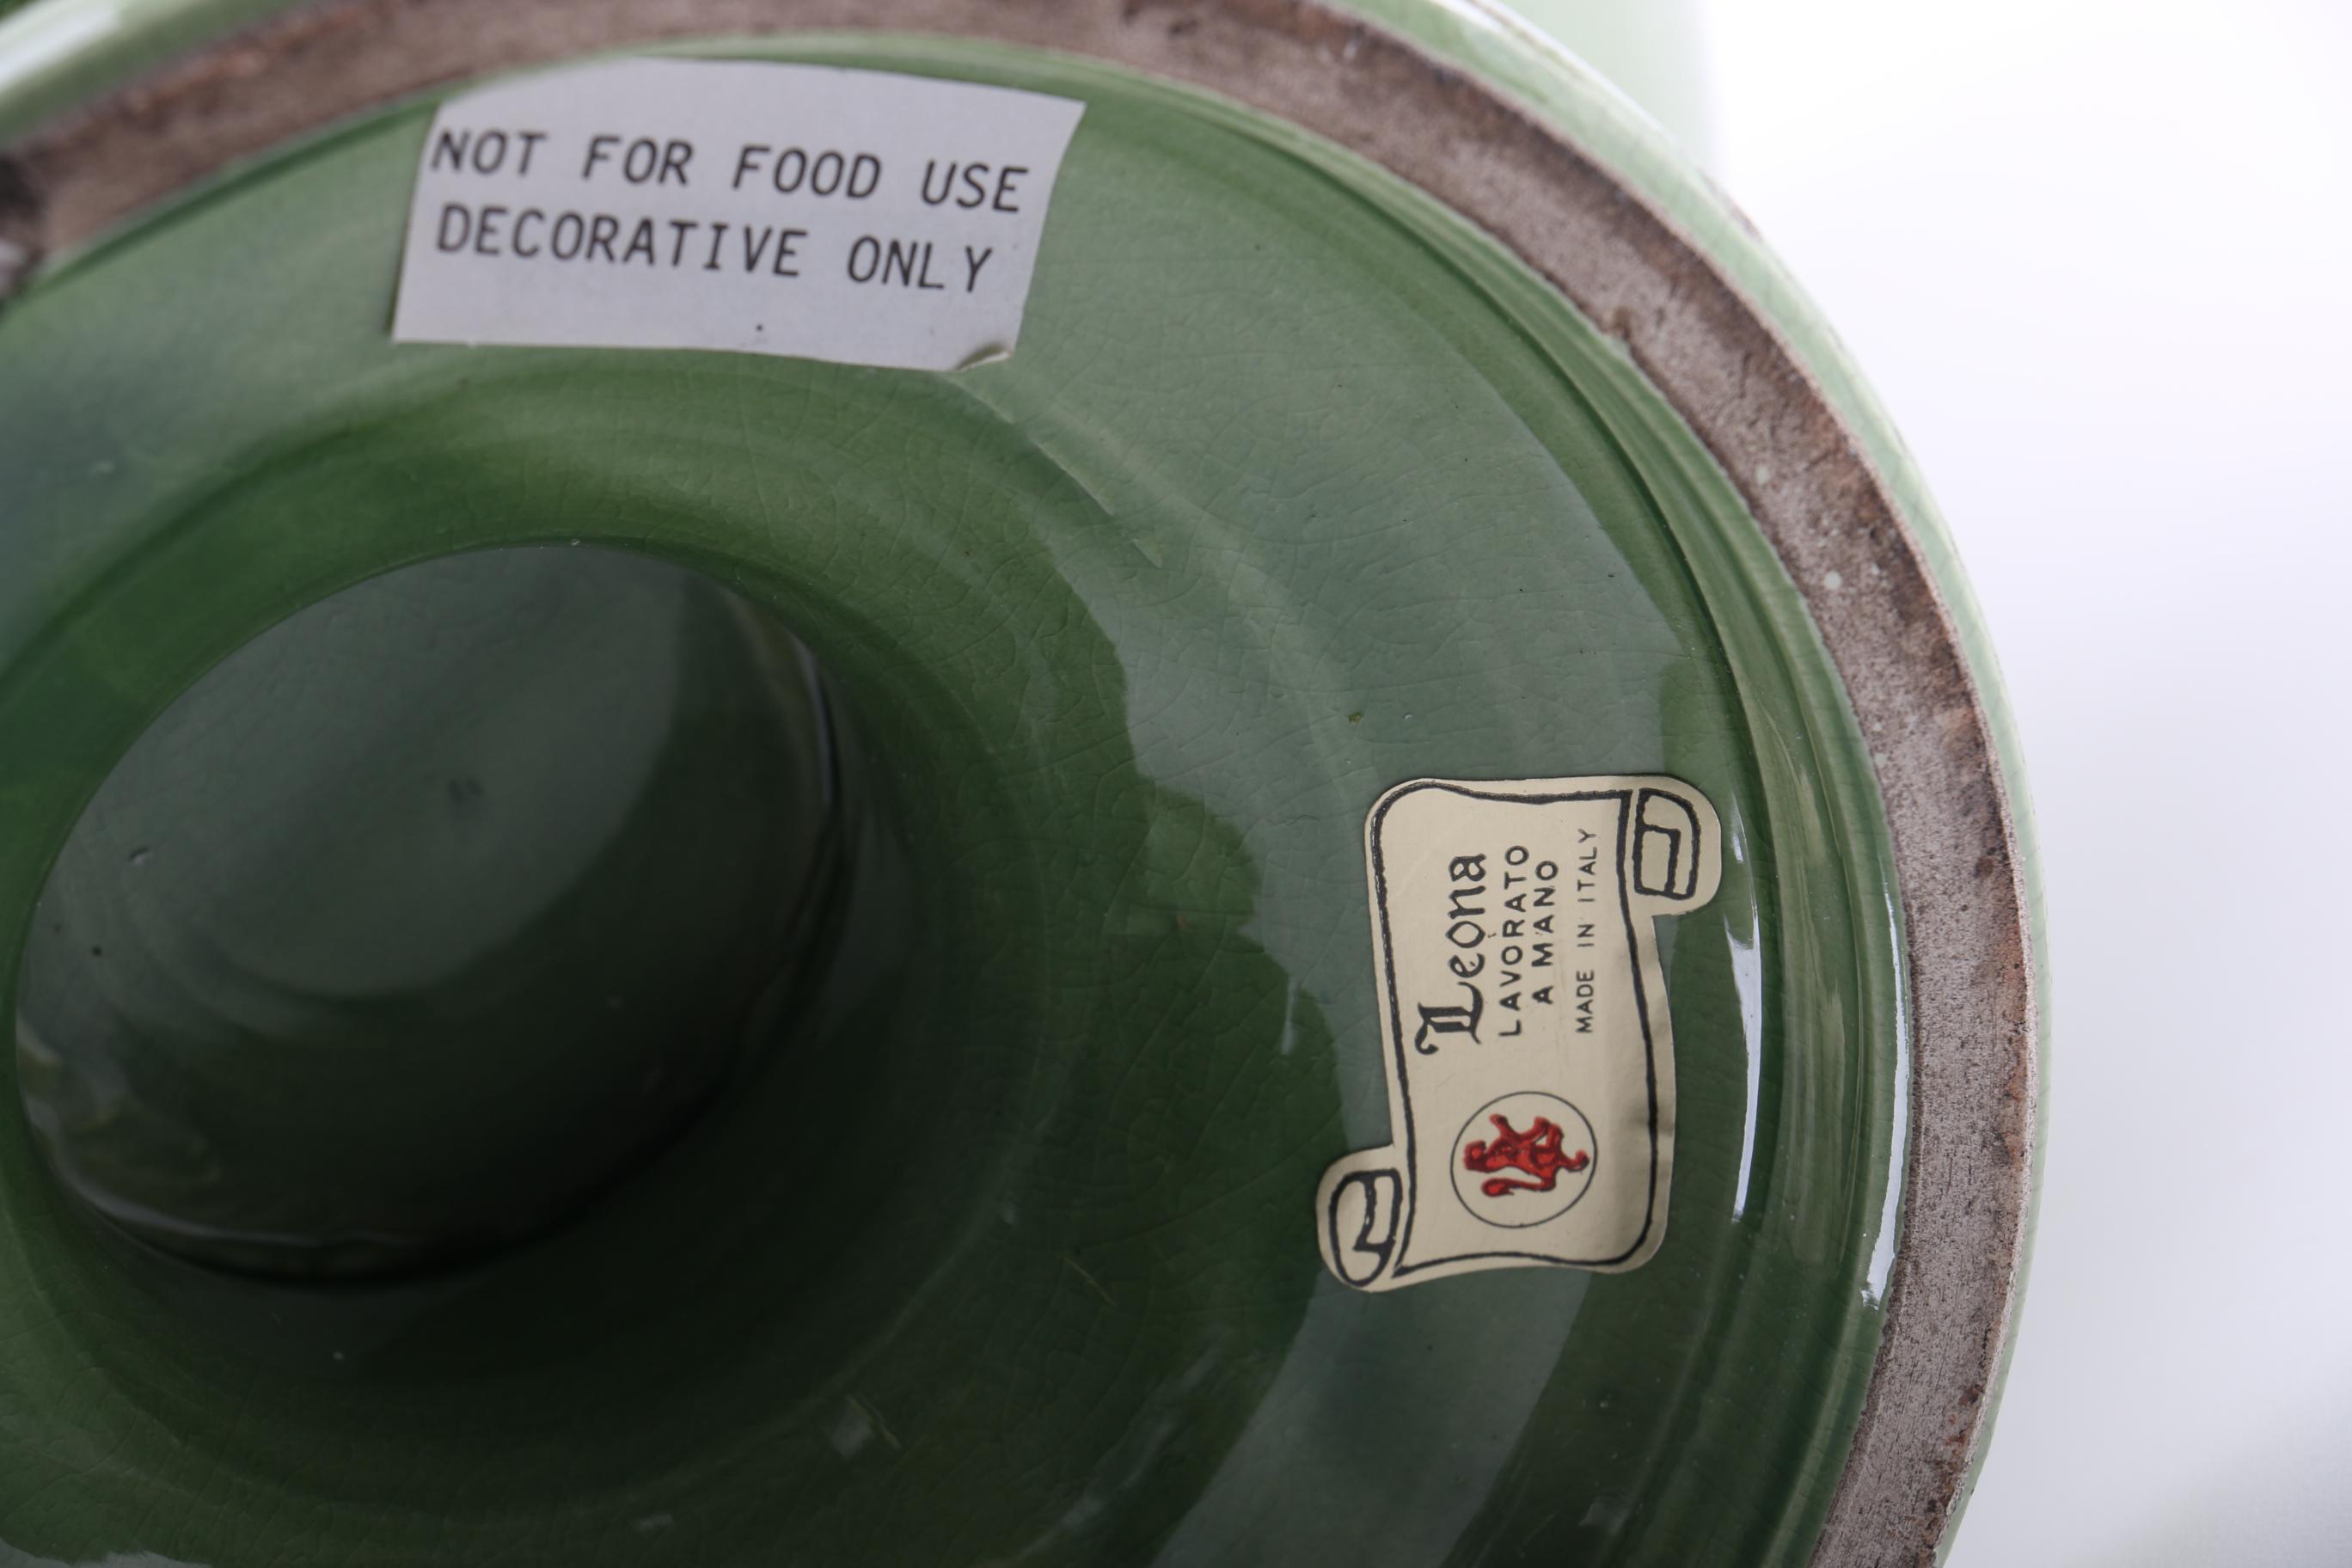 NOT FOR FOOD USE
DECORATIVE ONLY
Leona
LAVORATO
A MANO
MADE IN ITALY